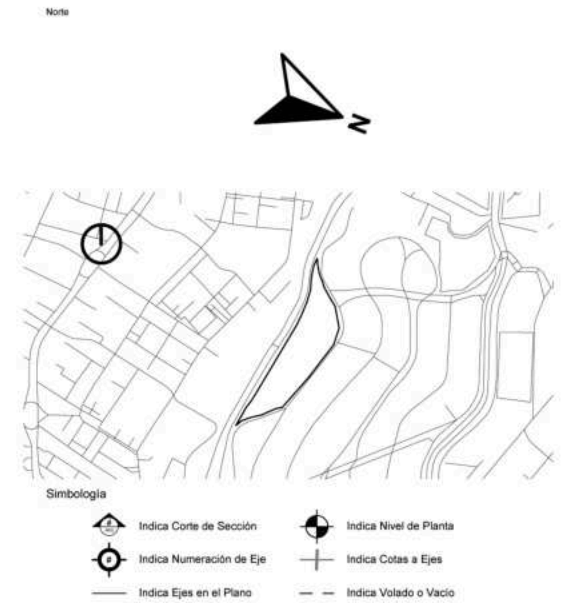 Norte
N
Simbología
Indica Corte de Sección
Indica Nivel de Planta
# Indica Numeración de Eje
Indica Cotas a Ejes
Indica Ejes en el Plano
Indica Volado o Vacío